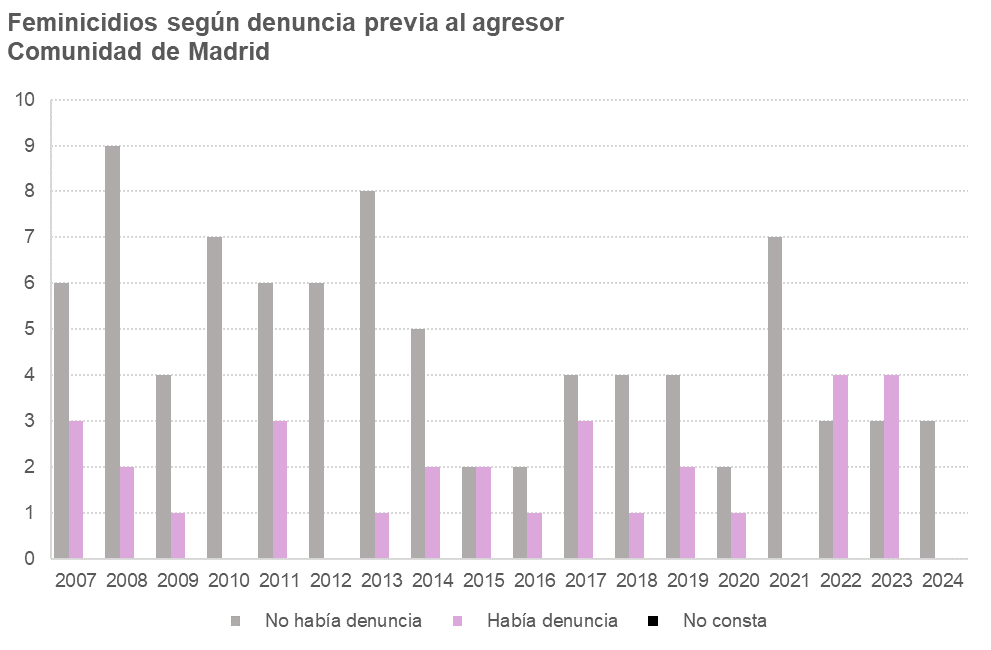 Feminicidios según denuncia previa al agresor
Comunidad de Madrid
10
9
8
7
6
5
4
3
2
1
0
2007 2008 2009 2010 2011 2012 2013 2014 2015 2016 2017 2018 2019 2020 2021 2022 2023 2024
No había denuncia Había denuncia No consta